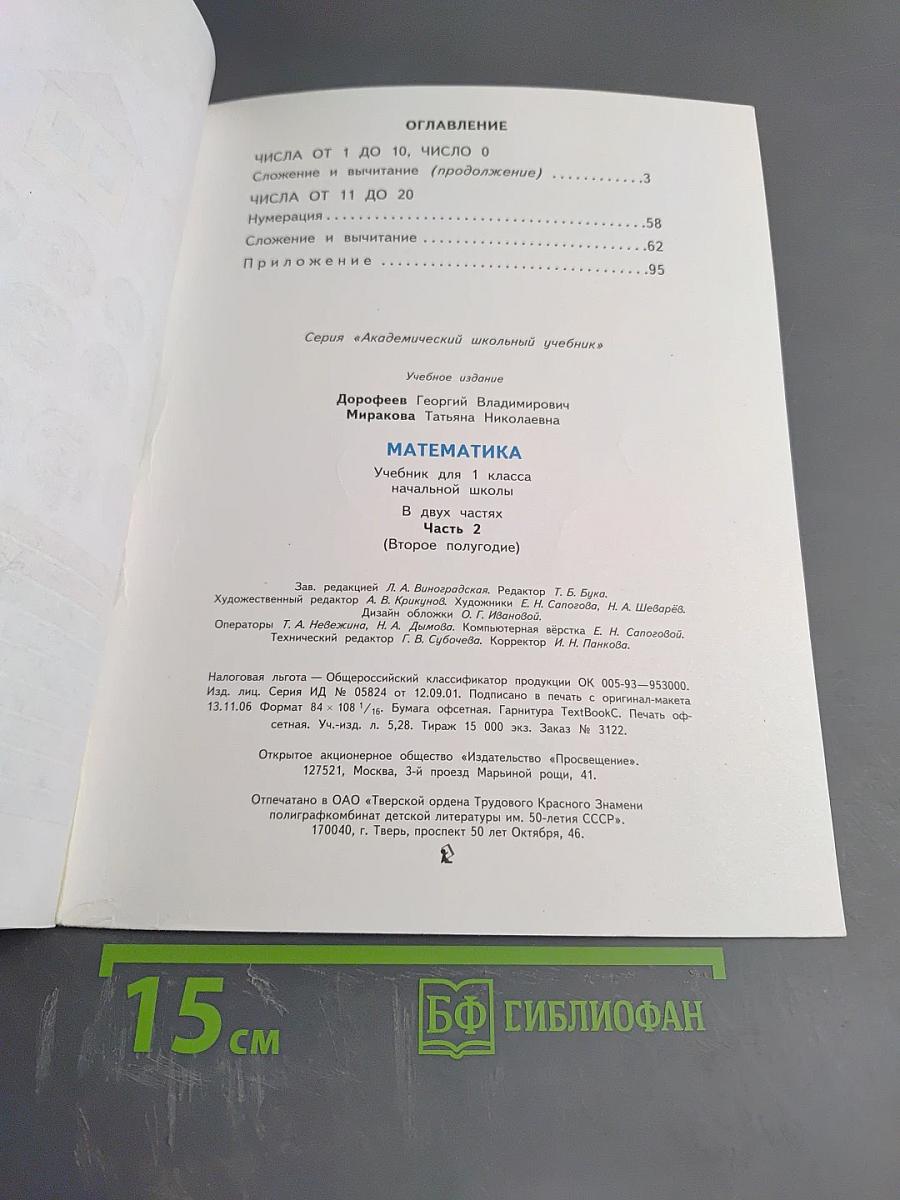 ОГЛАВЛЕНИЕ
ЧИСЛА ОТ 1 ДО 10, ЧИСЛО 0
Сложение и вычитание (продолжение) ............3
ЧИСЛА ОТ 11 ДО 20
Нумерация.......................................58
Сложение и вычитание ............................62
Приложение .................................95
Серия «Академический школьный учебник»
Учебное издание
Дорофеев Георгий Владимирович
Миракова Татьяна Николаевна
МАТЕМАТИКА
Учебник для 1 класса
начальной школы
В двух частях
Часть 2
(Второе полугодие)
Зав. редакцией Л. А. Виноградская. Редактор Т. Б. Бука.
Художественный редактор А. В. Крикунов. Художники Е. Н. Сапогова, Н. А. Шеварёв.
Дизайн обложки О. Г. Ивановой.
Операторы Т. А. Невежина, Н. А. Дымова. Компьютерная вёрстка Е. Н. Сапоговой.
Технический редактор Г. В. Субочева. Корректор И. Н. Панкова.
Налоговая льгота — Общероссийский классификатор продукции ОК 005-93—953000.
Изд. лиц. Серия ИД № 05824 от 12.09.01. Подписано в печать с оригинал-макета
13.11.06 Формат 84 × 108 1/16. Бумага офсетная. Гарнитура TextBookC. Печать оф-
сетная. Уч.-изд. л. 5,28. Тираж 15 000 экз. Заказ № 3122.
Открытое акционерное общество «Издательство «Просвещение».
127521, Москва, 3-й проезд Марьиной рощи, 41.
Отпечатано в ОАО «Тверской ордена Трудового Красного Знамени
полиграфкомбинат детской литературы им. 50-летия СССР».
170040, г. Тверь, проспект 50 лет Октября, 46.
15 см
БФ БИБЛИОФАН